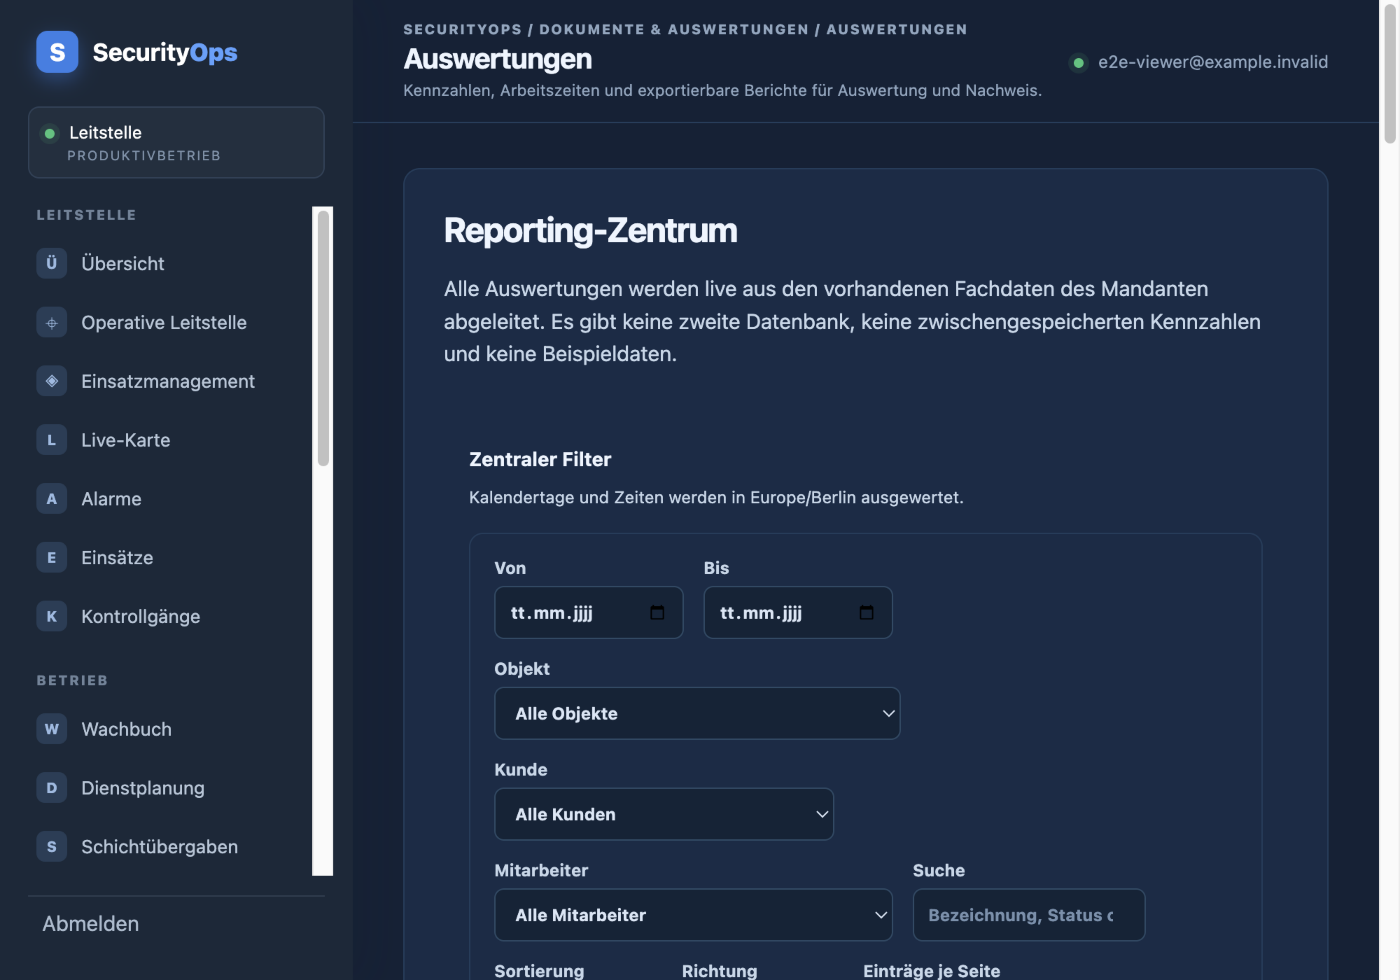 S SecurityOps
Leitstelle
PRODUKTIVBETRIEB
LEITSTELLE
Ü Übersicht
Operative Leitstelle
Einsatzmanagement
L Live-Karte
A Alarme
E Einsätze
K Kontrollgänge
BETRIEB
W Wachbuch
D Dienstplanung
S Schichtübergaben
Abmelden
SECURITYOPS / DOKUMENTE & AUSWERTUNGEN / AUSWERTUNGEN
Auswertungen
Kennzahlen, Arbeitszeiten und exportierbare Berichte für Auswertung und Nachweis.
e2e-viewer@example.invalid
Reporting-Zentrum
Alle Auswertungen werden live aus den vorhandenen Fachdaten des Mandanten
abgeleitet. Es gibt keine zweite Datenbank, keine zwischengespeicherten Kennzahlen
und keine Beispieldaten.
Zentraler Filter
Kalendertage und Zeiten werden in Europe/Berlin ausgewertet.
Von Bis
tt.mm.jjjj tt.mm.jjjj
Objekt
Alle Objekte
Kunde
Alle Kunden
Mitarbeiter Suche
Alle Mitarbeiter Bezeichnung, Status
Sortierung Richtung Einträge je Seite